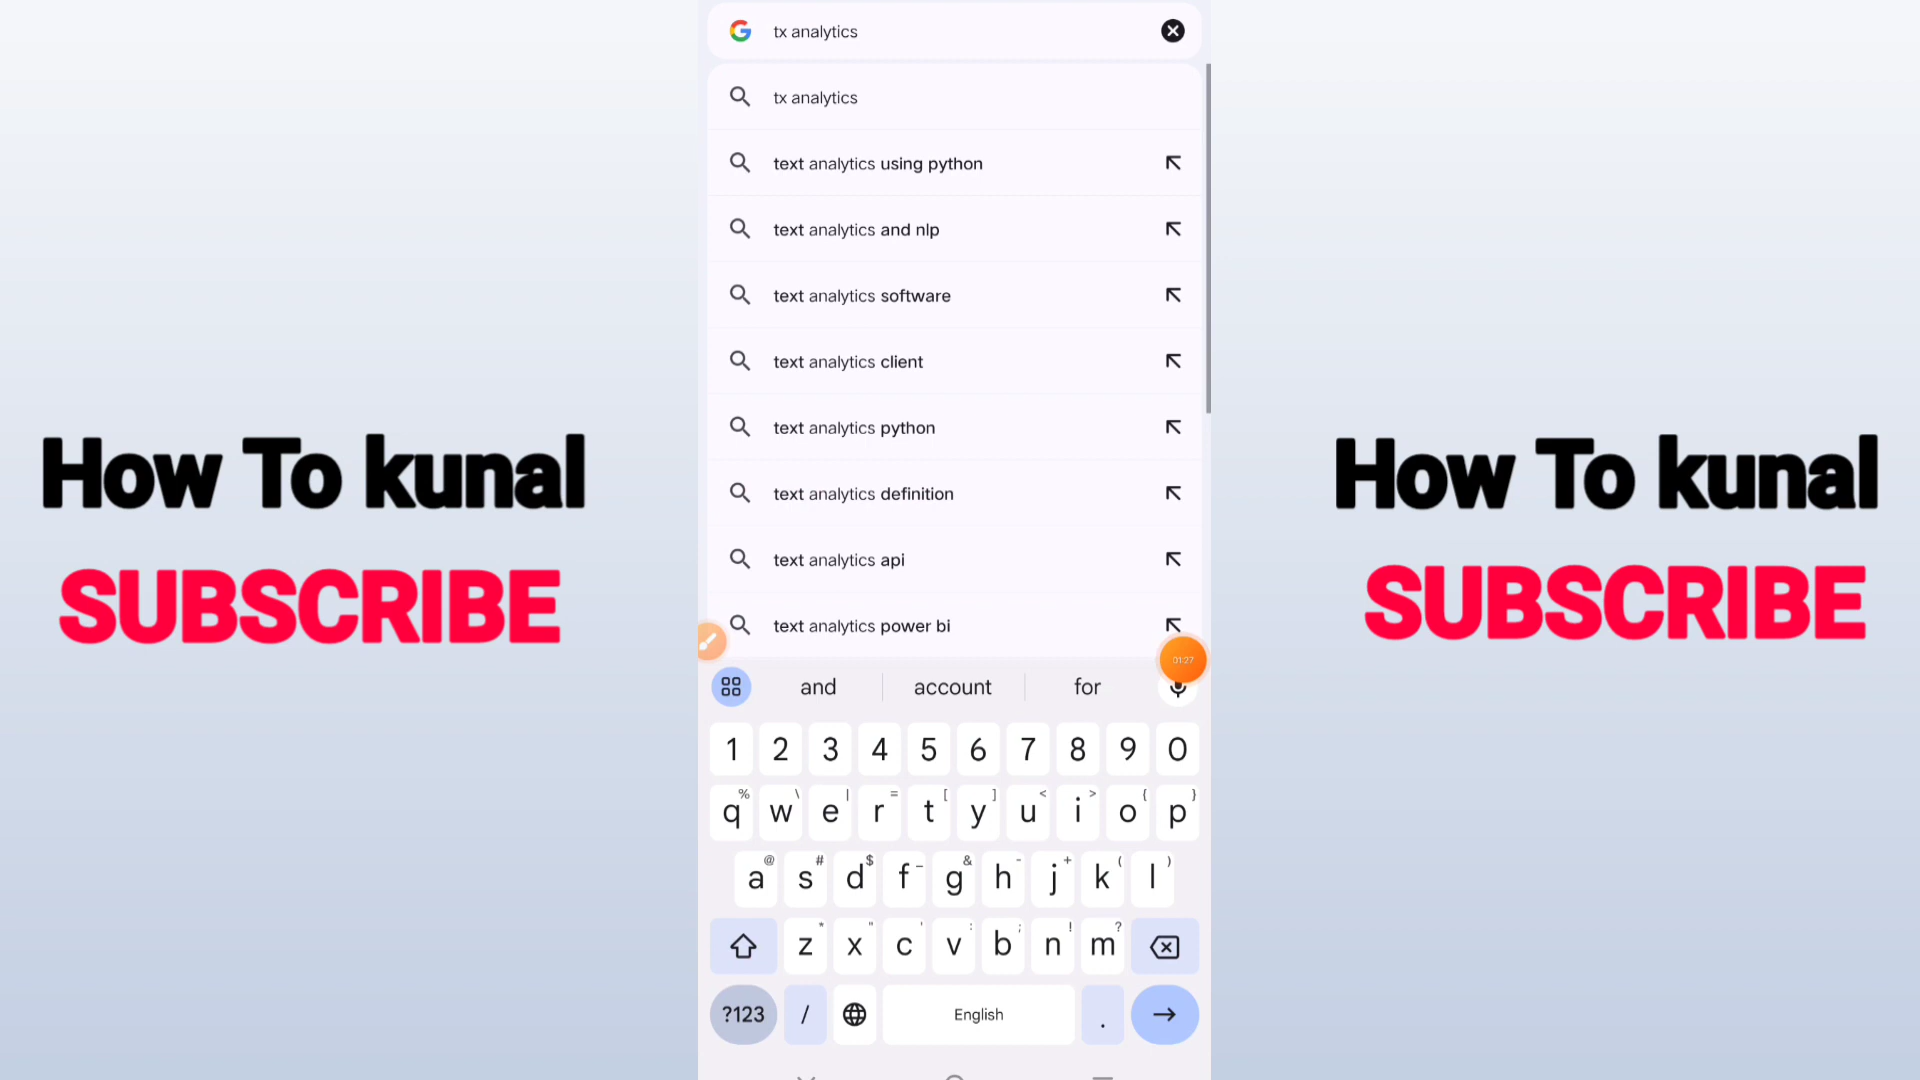 tx analytics
tx analytics
text analytics using python
text analytics and nlp
text analytics software
text analytics client
text analytics python
text analytics definition
text analytics api
text analytics power bi
01:27
and account for
1 2 3 4 5 6 7 8 9 0
% \ | = [ ] < > { }
q w e r t y u i o p
@ # $ _ & - + ( )
a s d f g h j k l
* " ' : ; ! ?
z x c v b n m
?123 / English .
How To kunal
SUBSCRIBE
How To kunal
SUBSCRIBE